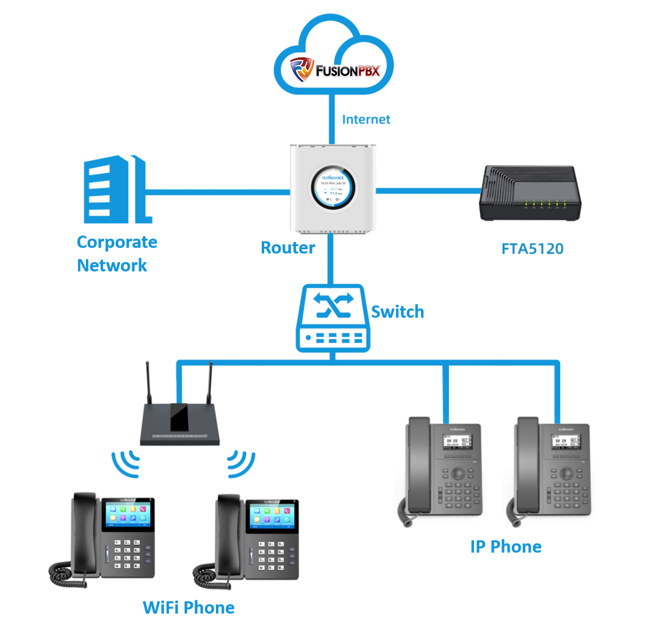 FUSIONPBX
Internet
Corporate
Network
Router
FTA5120
Switch
IP Phone
WiFi Phone